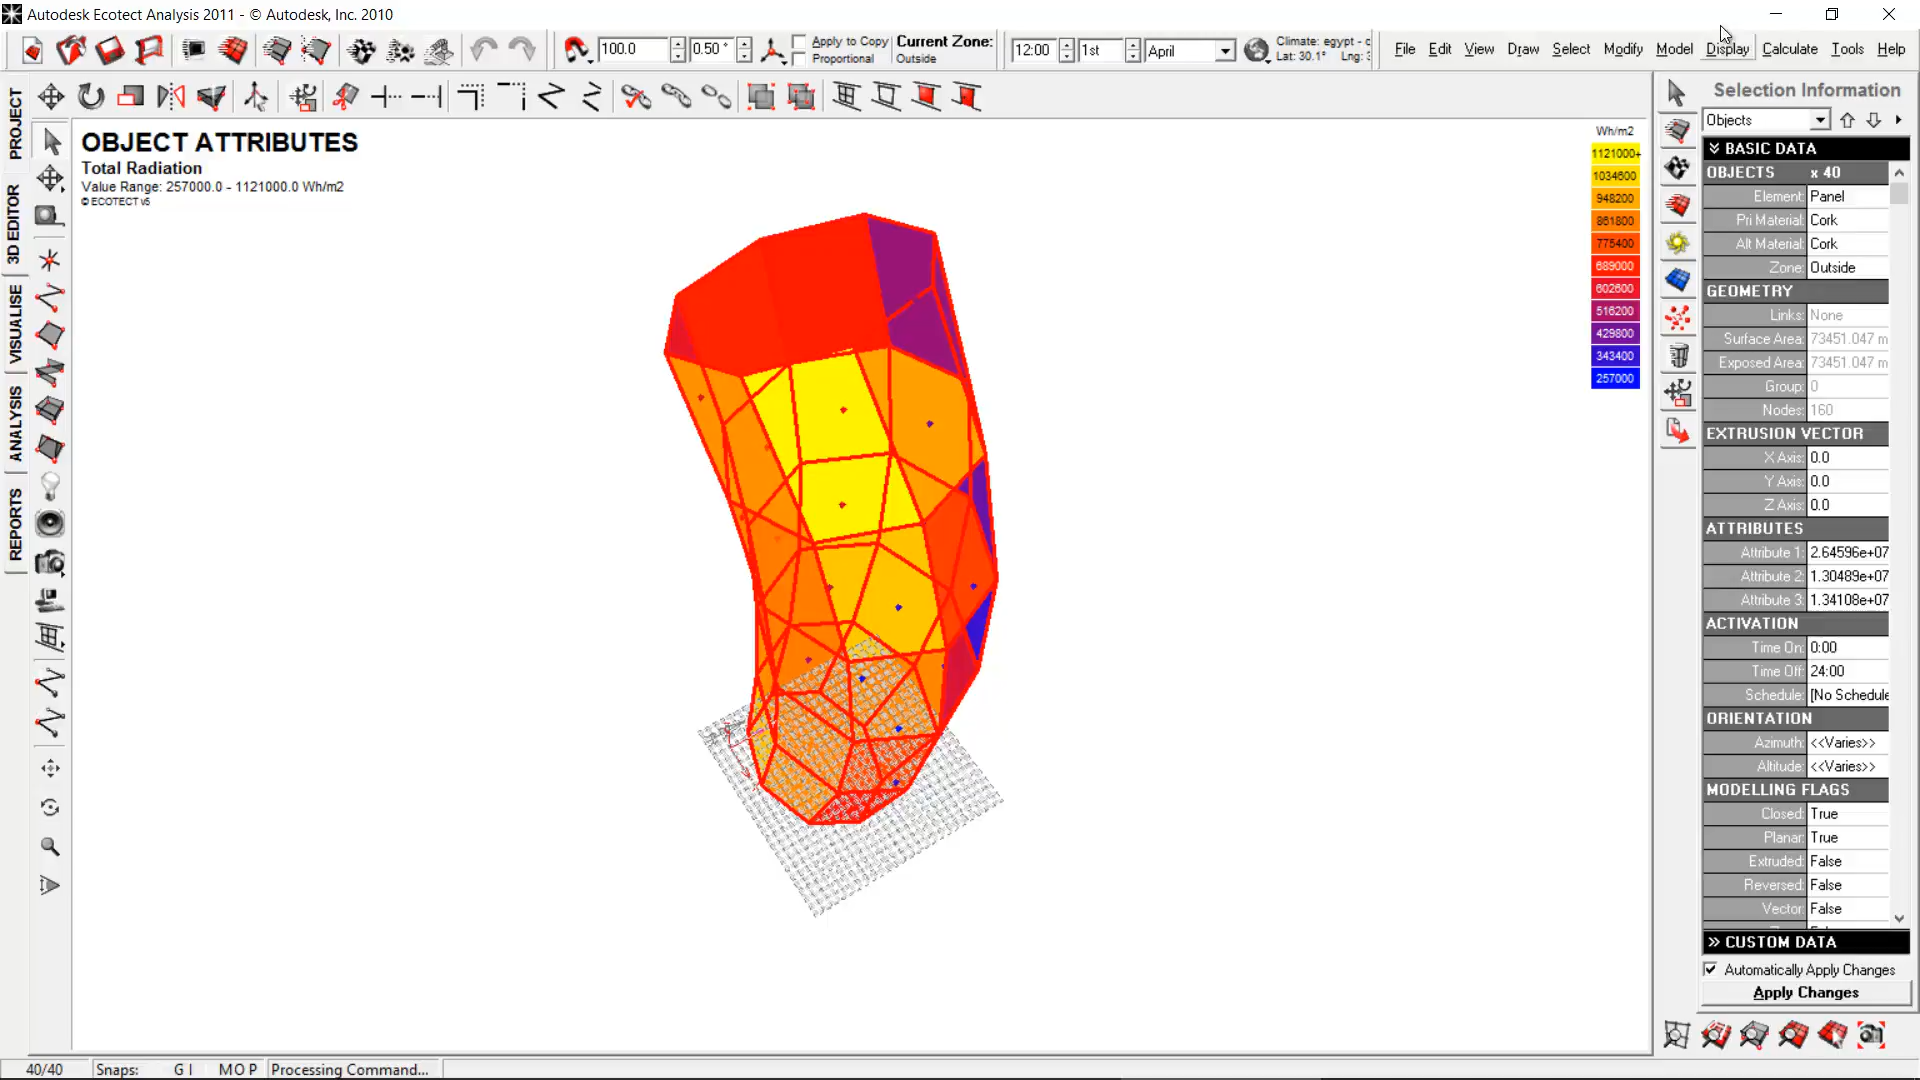 Autodesk Ecotect Analysis 2011 - © Autodesk, Inc. 2010
100.0
0.50 °
Apply to Copy
Proportional
Current Zone:
Outside
12:00
1st
April
Climate: egypt - c
Lat: 30.1° Lng:
File Edit View Draw Select Modify Model Display Calculate Tools Help
PROJECT
3D EDITOR
VISUALISE
ANALYSIS
REPORTS
OBJECT ATTRIBUTES
Total Radiation
Value Range: 257000.0 - 1121000.0 Wh/m2
© ECOTECT v5
Wh/m2
1121000+
1034600
948200
861800
775400
689000
602600
516200
429800
343400
257000
Selection Information
Objects
BASIC DATA
OBJECTS x 40
Element: Panel
Pri Material: Cork
Alt Material: Cork
Zone: Outside
GEOMETRY
Links: None
Surface Area: 73451.047 m
Exposed Area: 73451.047 m
Group: 0
Nodes: 160
EXTRUSION VECTOR
X Axis: 0.0
Y Axis: 0.0
Z Axis: 0.0
ATTRIBUTES
Attribute 1: 2.64596e+07
Attribute 2: 1.30489e+07
Attribute 3: 1.34108e+07
ACTIVATION
Time On: 0:00
Time Off: 24:00
Schedule: [No Schedule
ORIENTATION
Azimuth: <<Varies>>
Altitude: <<Varies>>
MODELLING FLAGS
Closed: True
Planar: True
Extruded: False
Reversed: False
Vector: False
CUSTOM DATA
Automatically Apply Changes
Apply Changes
40/40 Snaps: G I M O P Processing Command...